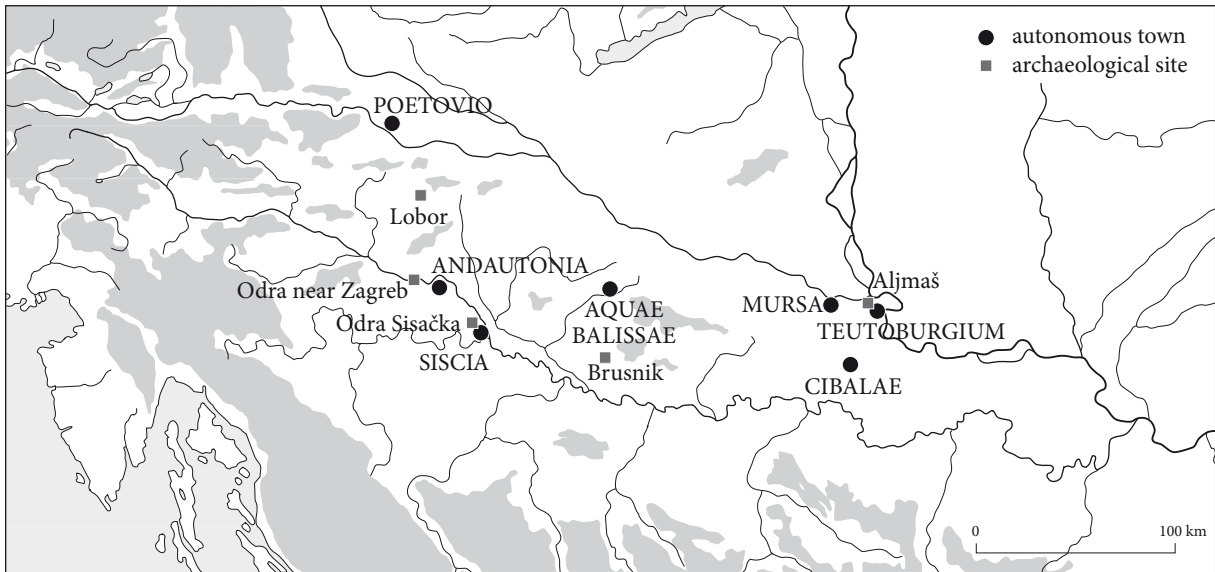 autonomous town
archaeological site
POETOVIO
Lobor
ANDAUTONIA
Odra near Zagreb
Odra Sisačka
SISCIA
AQUAE
BALISSAE
Brusnik
Aljmaš
MURSA
TEUTOBURGIUM
CIBALAE
0
100 km